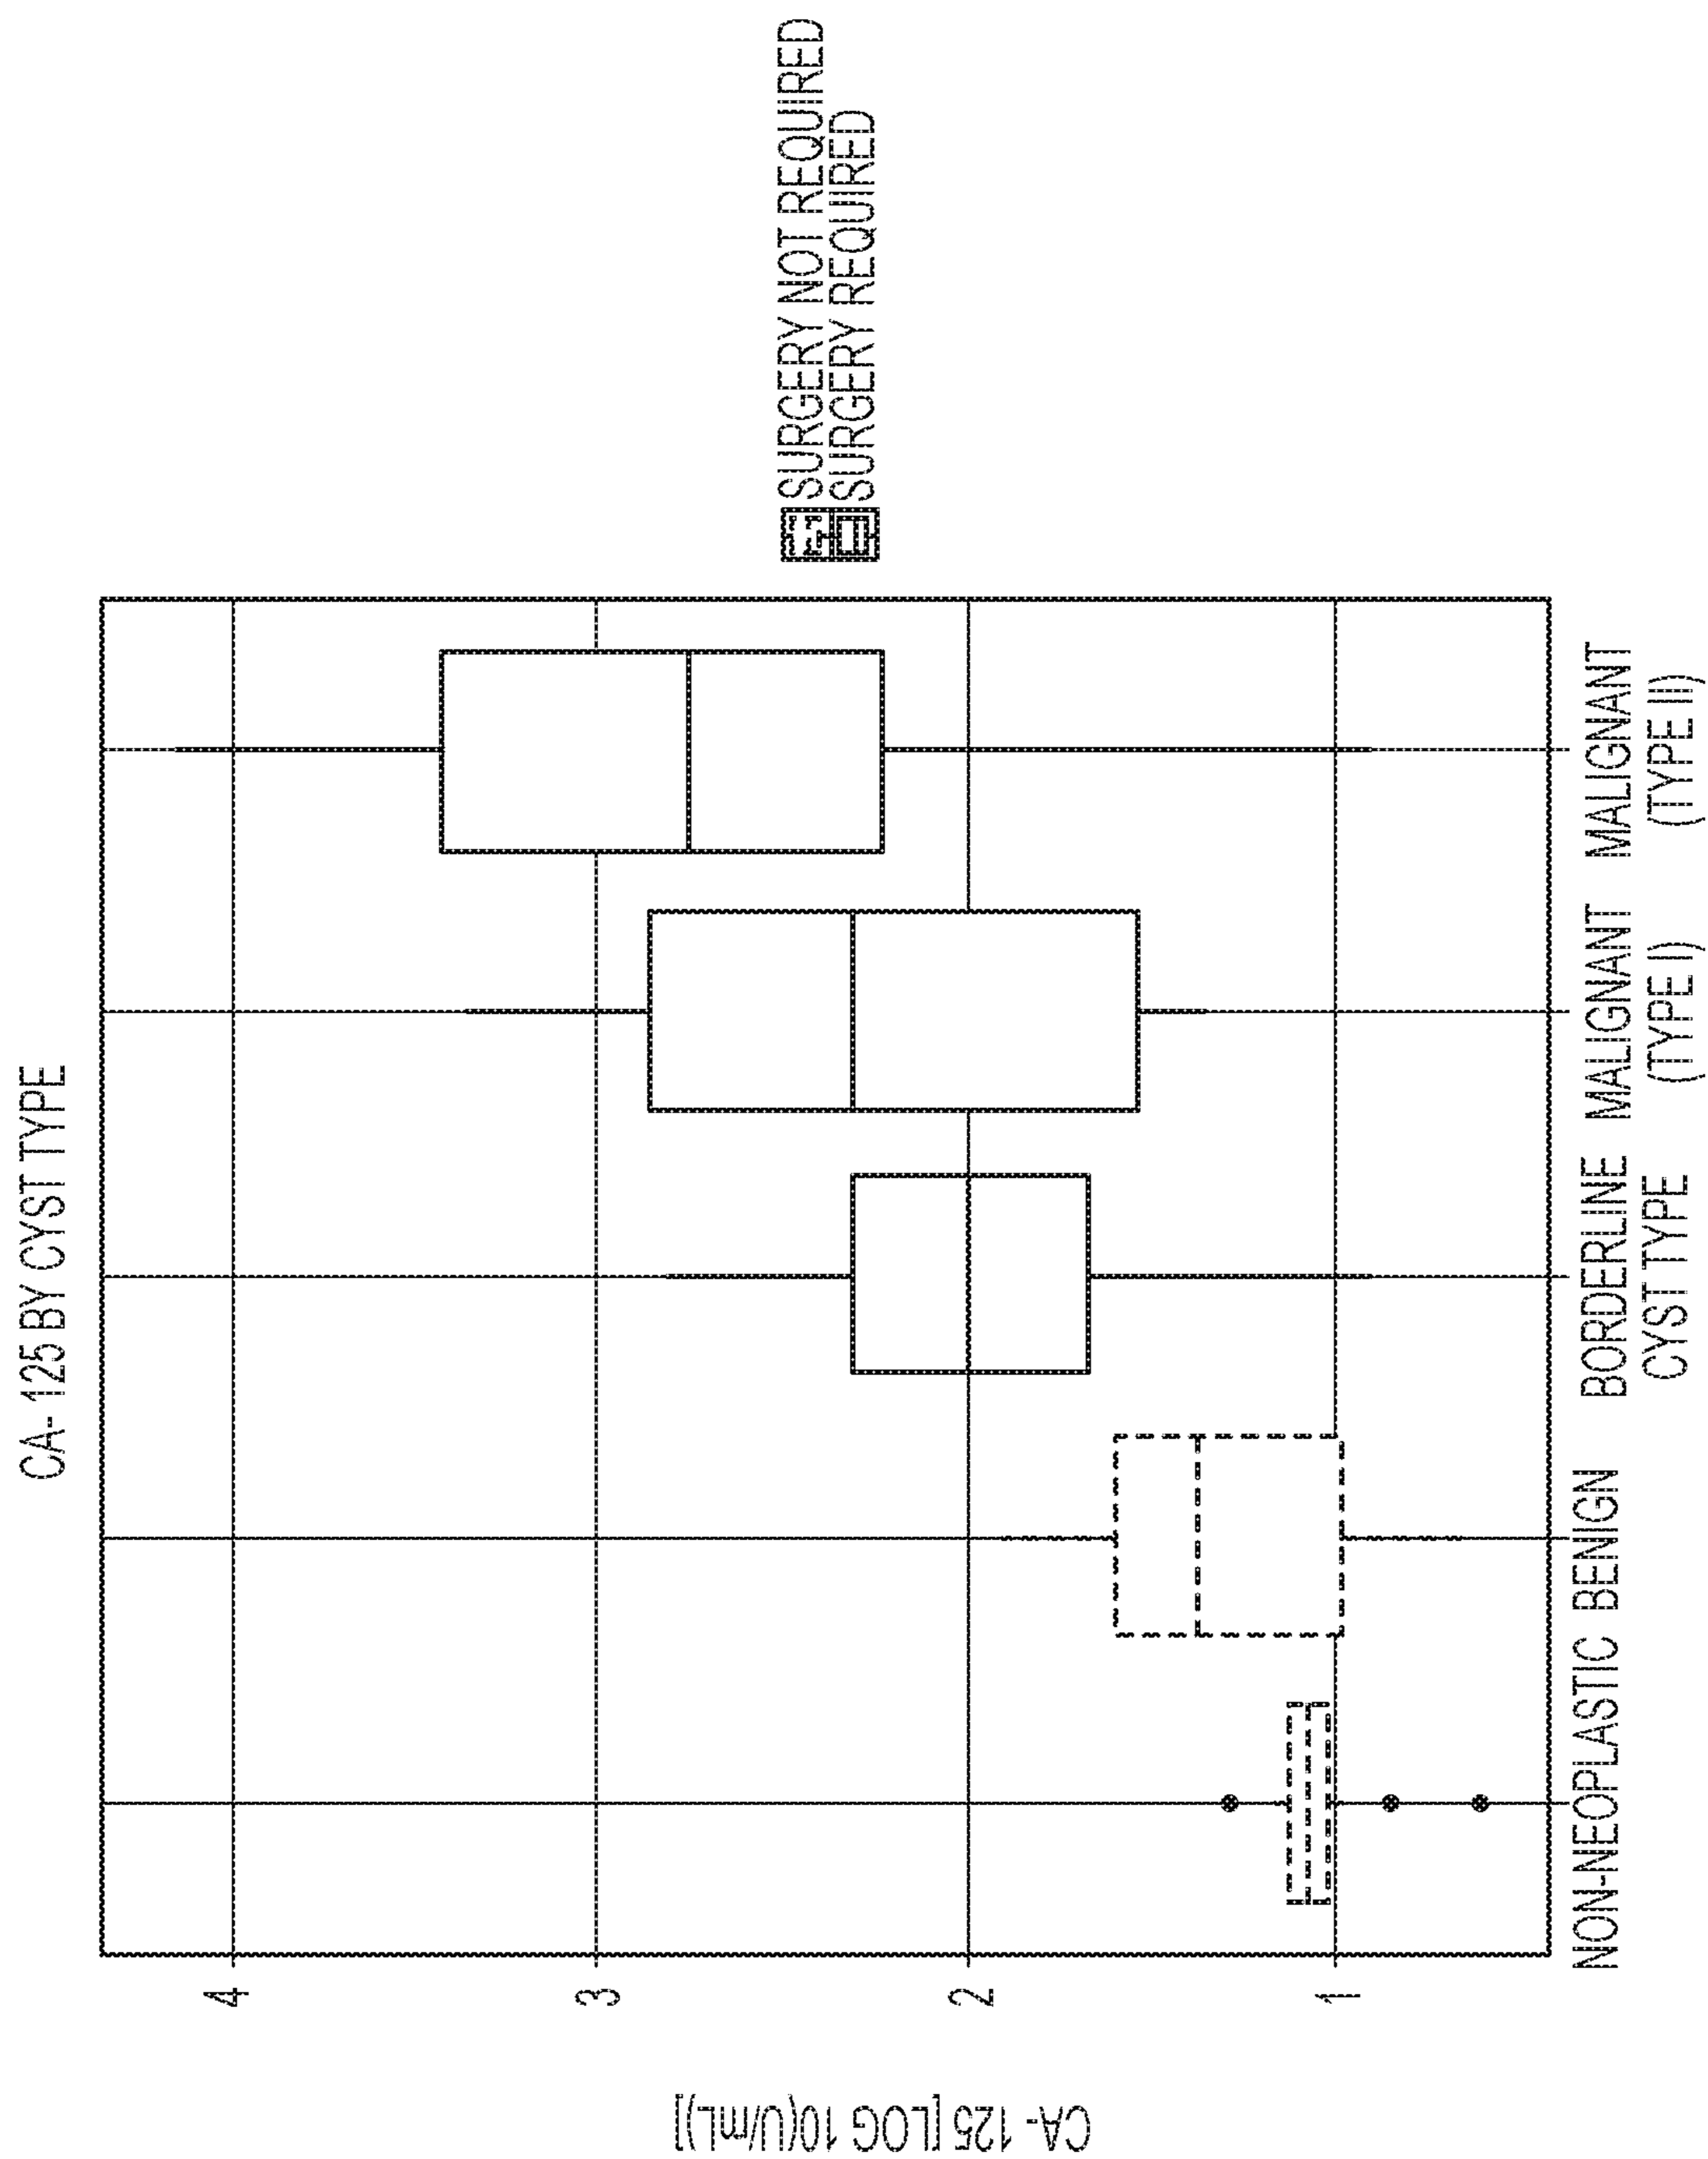 CA- 125 BY CYST TYPE
CA- 125 [LOG 10(U/mL)]
4
3
2
1
NON-NEOPLASTIC BENIGN BORDERLINE MALIGNANT MALIGNANT
(TYPE I) (TYPE II)
CYST TYPE
SURGERY NOT REQUIRED
SURGERY REQUIRED